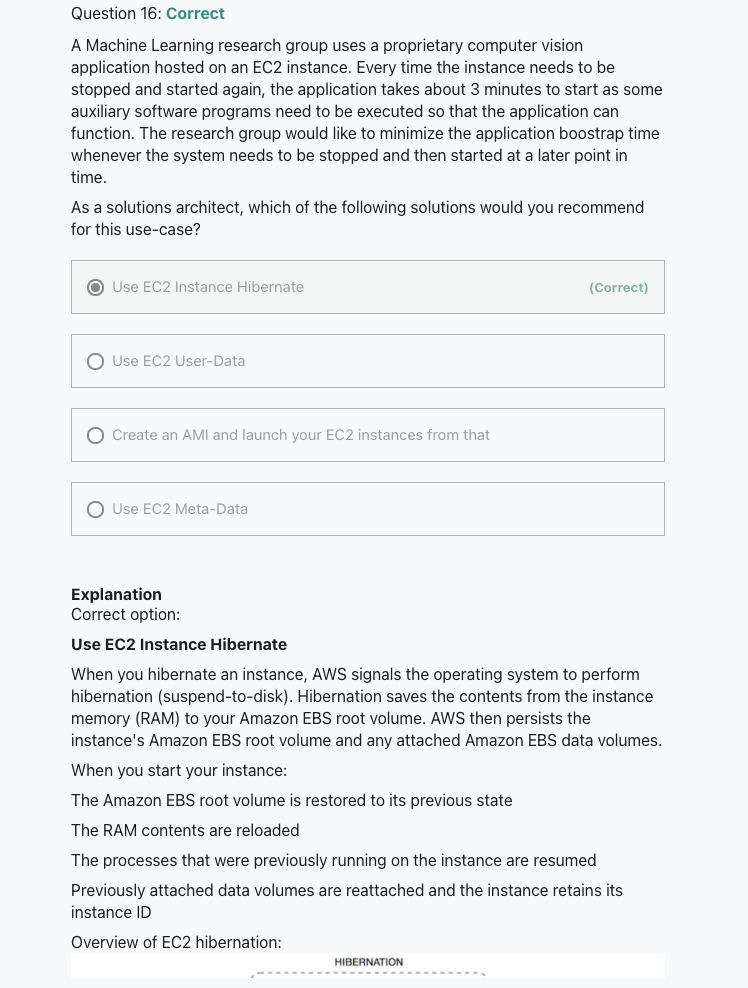 Question 16: Correct
A Machine Learning research group uses a proprietary computer vision
application hosted on an EC2 instance. Every time the instance needs to be
stopped and started again, the application takes about 3 minutes to start as some
auxiliary software programs need to be executed so that the application can
function. The research group would like to minimize the application boostrap time
whenever the system needs to be stopped and then started at a later point in
time.
As a solutions architect, which of the following solutions would you recommend
for this use-case?
Use EC2 Instance Hibernate (Correct)
Use EC2 User-Data
Create an AMI and launch your EC2 instances from that
Use EC2 Meta-Data
Explanation
Correct option:
Use EC2 Instance Hibernate
When you hibernate an instance, AWS signals the operating system to perform
hibernation (suspend-to-disk). Hibernation saves the contents from the instance
memory (RAM) to your Amazon EBS root volume. AWS then persists the
instance's Amazon EBS root volume and any attached Amazon EBS data volumes.
When you start your instance:
The Amazon EBS root volume is restored to its previous state
The RAM contents are reloaded
The processes that were previously running on the instance are resumed
Previously attached data volumes are reattached and the instance retains its
instance ID
Overview of EC2 hibernation:
HIBERNATION